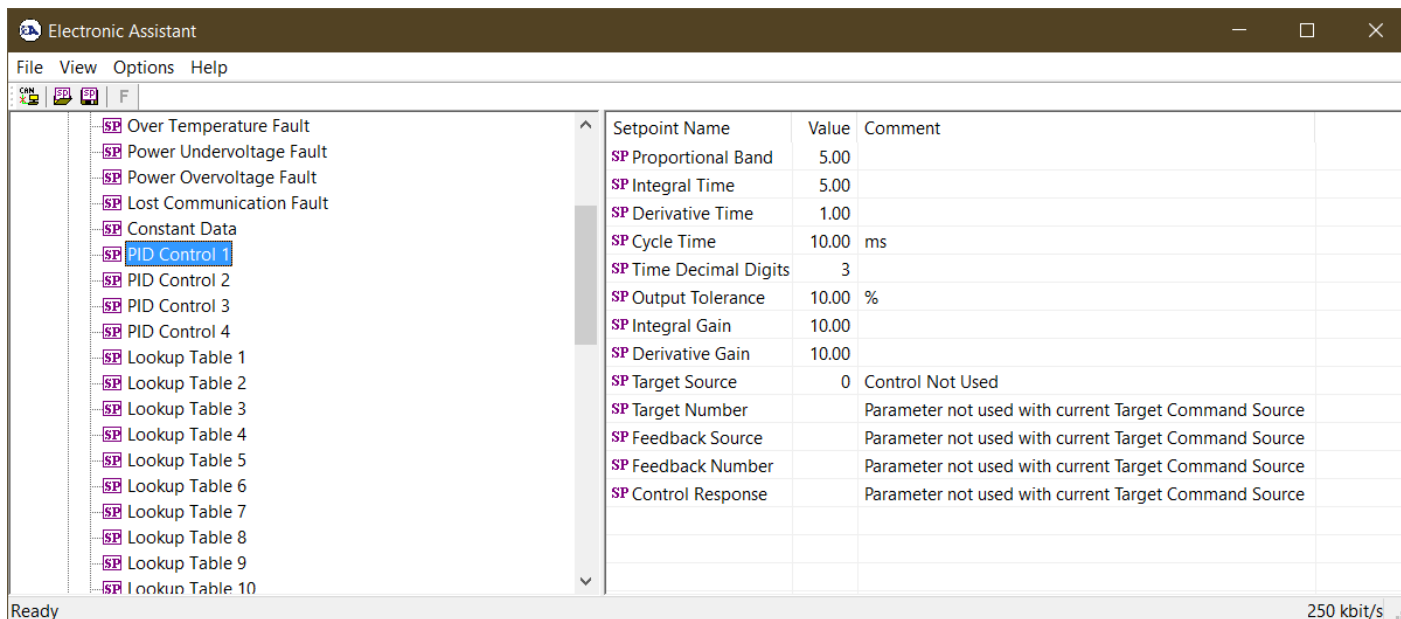 Electronic Assistant
File View Options Help
CAN SP SP F
SP Over Temperature Fault
SP Power Undervoltage Fault
SP Power Overvoltage Fault
SP Lost Communication Fault
SP Constant Data
SP PID Control 1
SP PID Control 2
SP PID Control 3
SP PID Control 4
SP Lookup Table 1
SP Lookup Table 2
SP Lookup Table 3
SP Lookup Table 4
SP Lookup Table 5
SP Lookup Table 6
SP Lookup Table 7
SP Lookup Table 8
SP Lookup Table 9
SP Lookup Table 10
Setpoint Name Value Comment
SP Proportional Band 5.00
SP Integral Time 5.00
SP Derivative Time 1.00
SP Cycle Time 10.00 ms
SP Time Decimal Digits 3
SP Output Tolerance 10.00 %
SP Integral Gain 10.00
SP Derivative Gain 10.00
SP Target Source 0 Control Not Used
SP Target Number Parameter not used with current Target Command Source
SP Feedback Source Parameter not used with current Target Command Source
SP Feedback Number Parameter not used with current Target Command Source
SP Control Response Parameter not used with current Target Command Source
Ready 250 kbit/s